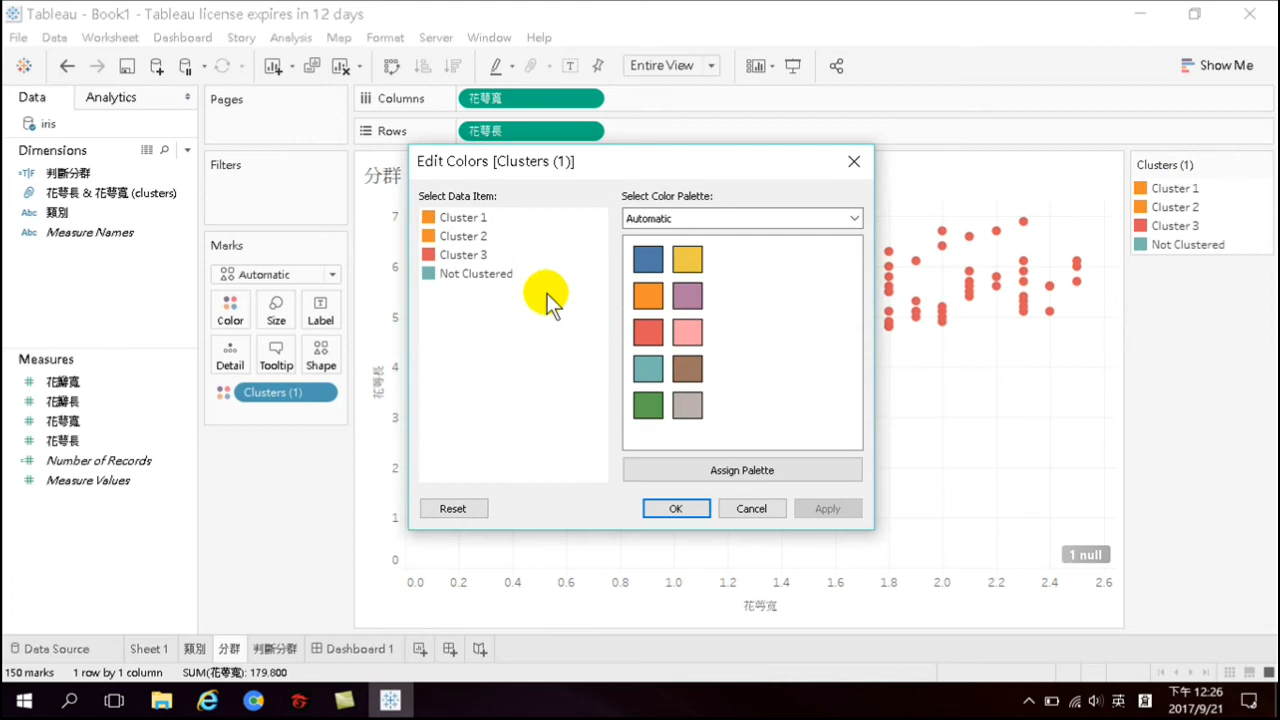 Tableau - Book1 - Tableau license expires in 12 days
File Data Worksheet Dashboard Story Analysis Map Format Server Window Help
Entire View
Show Me
Data Analytics
iris
Dimensions
判斷分群
花萼長 & 花萼寬 (clusters)
Abc 類別
Abc Measure Names
Measures
花瓣寬
花瓣長
花萼寬
花萼長
Number of Records
Measure Values
Pages
Filters
Marks
Automatic
Color Size Label
Detail Tooltip Shape
Clusters (1)
Columns 花萼寬
Rows 花萼長
分群
Edit Colors [Clusters (1)]
Select Data Item:
Cluster 1
Cluster 2
Cluster 3
Not Clustered
Select Color Palette:
Automatic
Assign Palette
Reset OK Cancel Apply
7
6
5
4
3
2
1
0
花萼長
0.0 0.2 0.4 0.6 0.8 1.0 1.2 1.4 1.6 1.8 2.0 2.2 2.4 2.6
花萼寬
1 null
Clusters (1)
Cluster 1
Cluster 2
Cluster 3
Not Clustered
Data Source Sheet 1 類別 分群 判斷分群 Dashboard 1
150 marks 1 row by 1 column SUM(花萼寬): 179.800
英
下午 12:26
2017/9/21